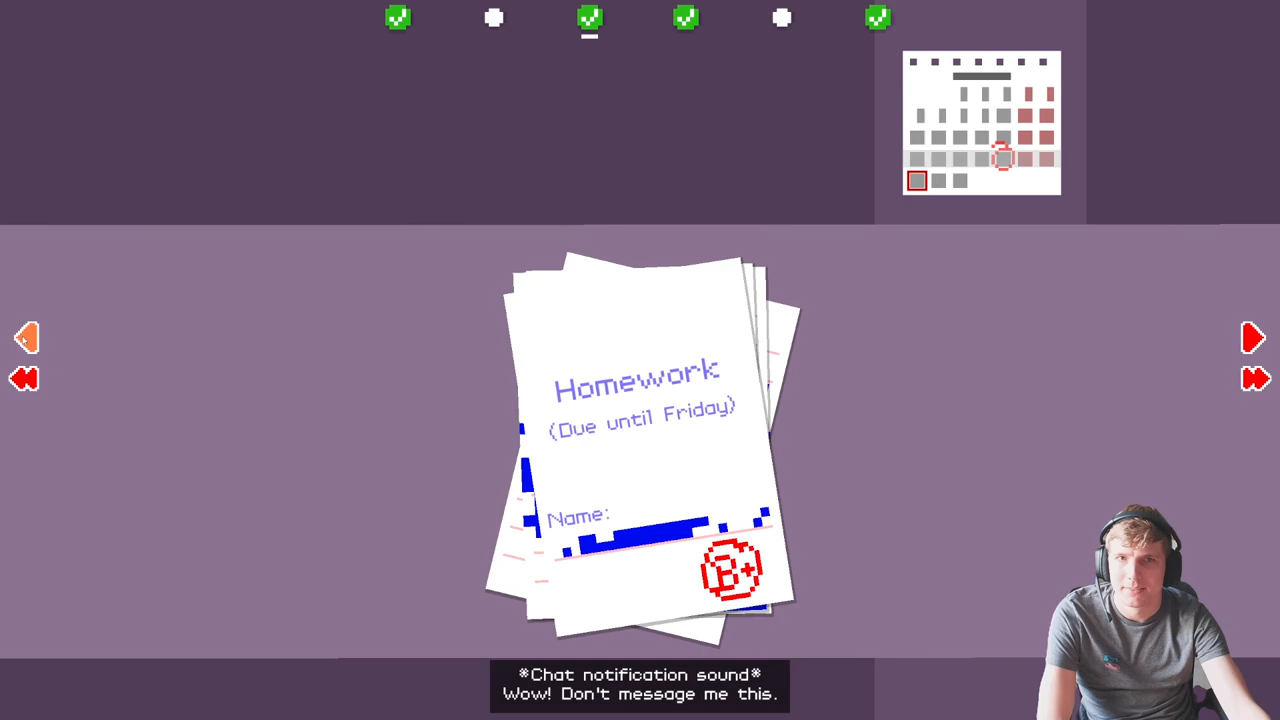 Homework
(Due until Friday)
Name:
B+
*Chat notification sound*
Wow! Don't message me this.